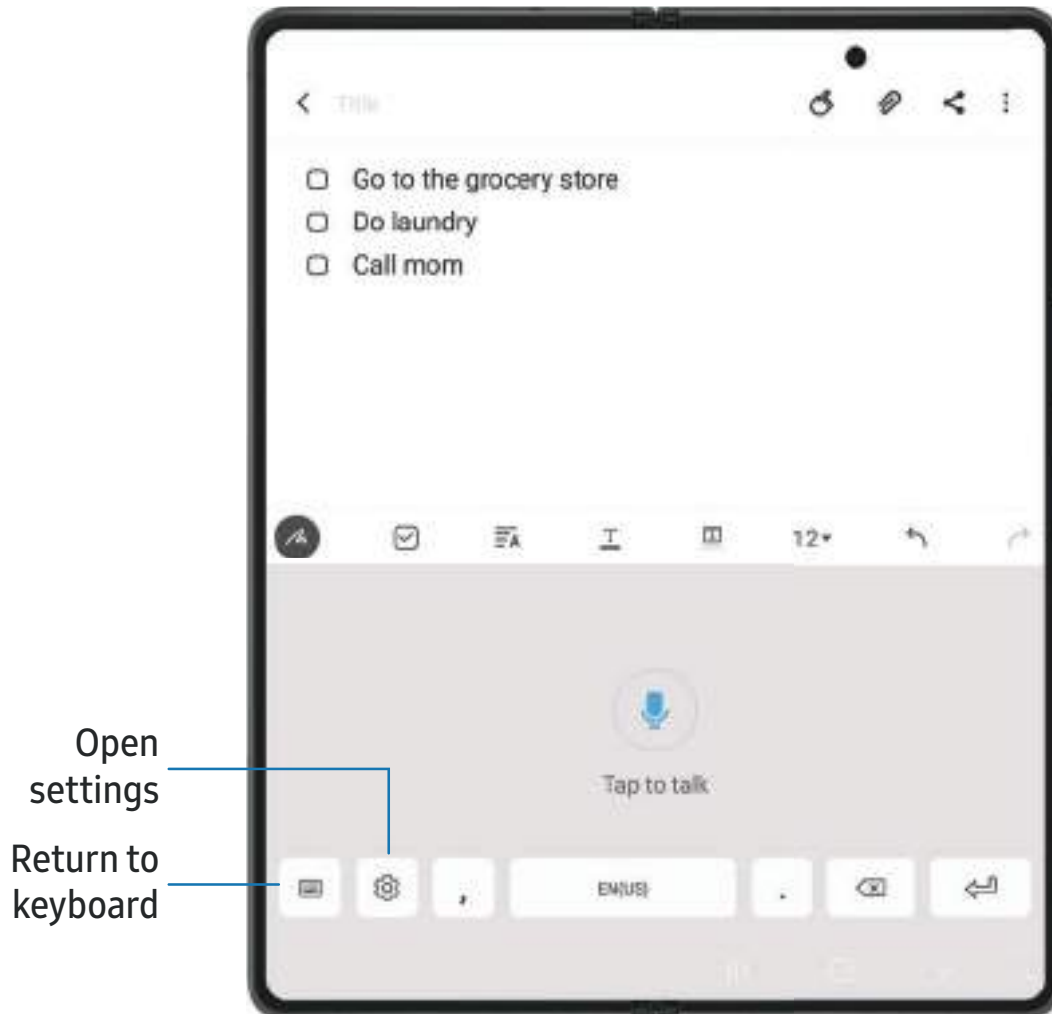 Title
Go to the grocery store
Do laundry
Call mom
12
Tap to talk
Open
settings
Return to
keyboard
, EN(US) .